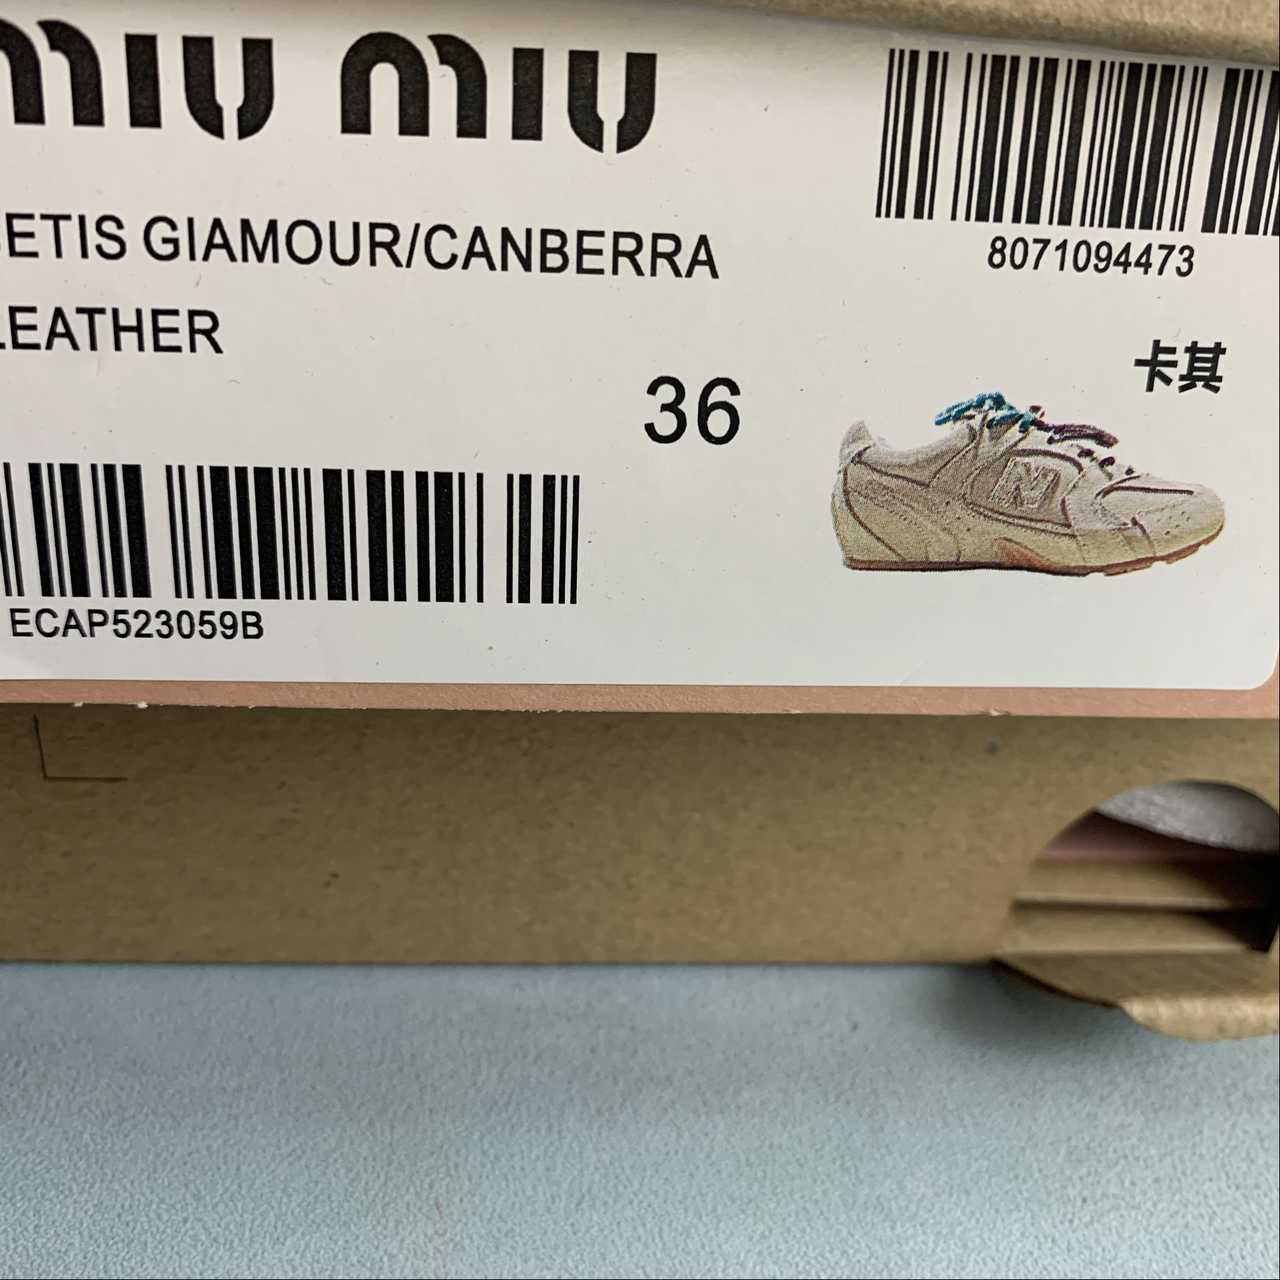 miu miu
ETIS GIAMOUR/CANBERRA
LEATHER
8071094473
卡其
36
N
ECAP523059B